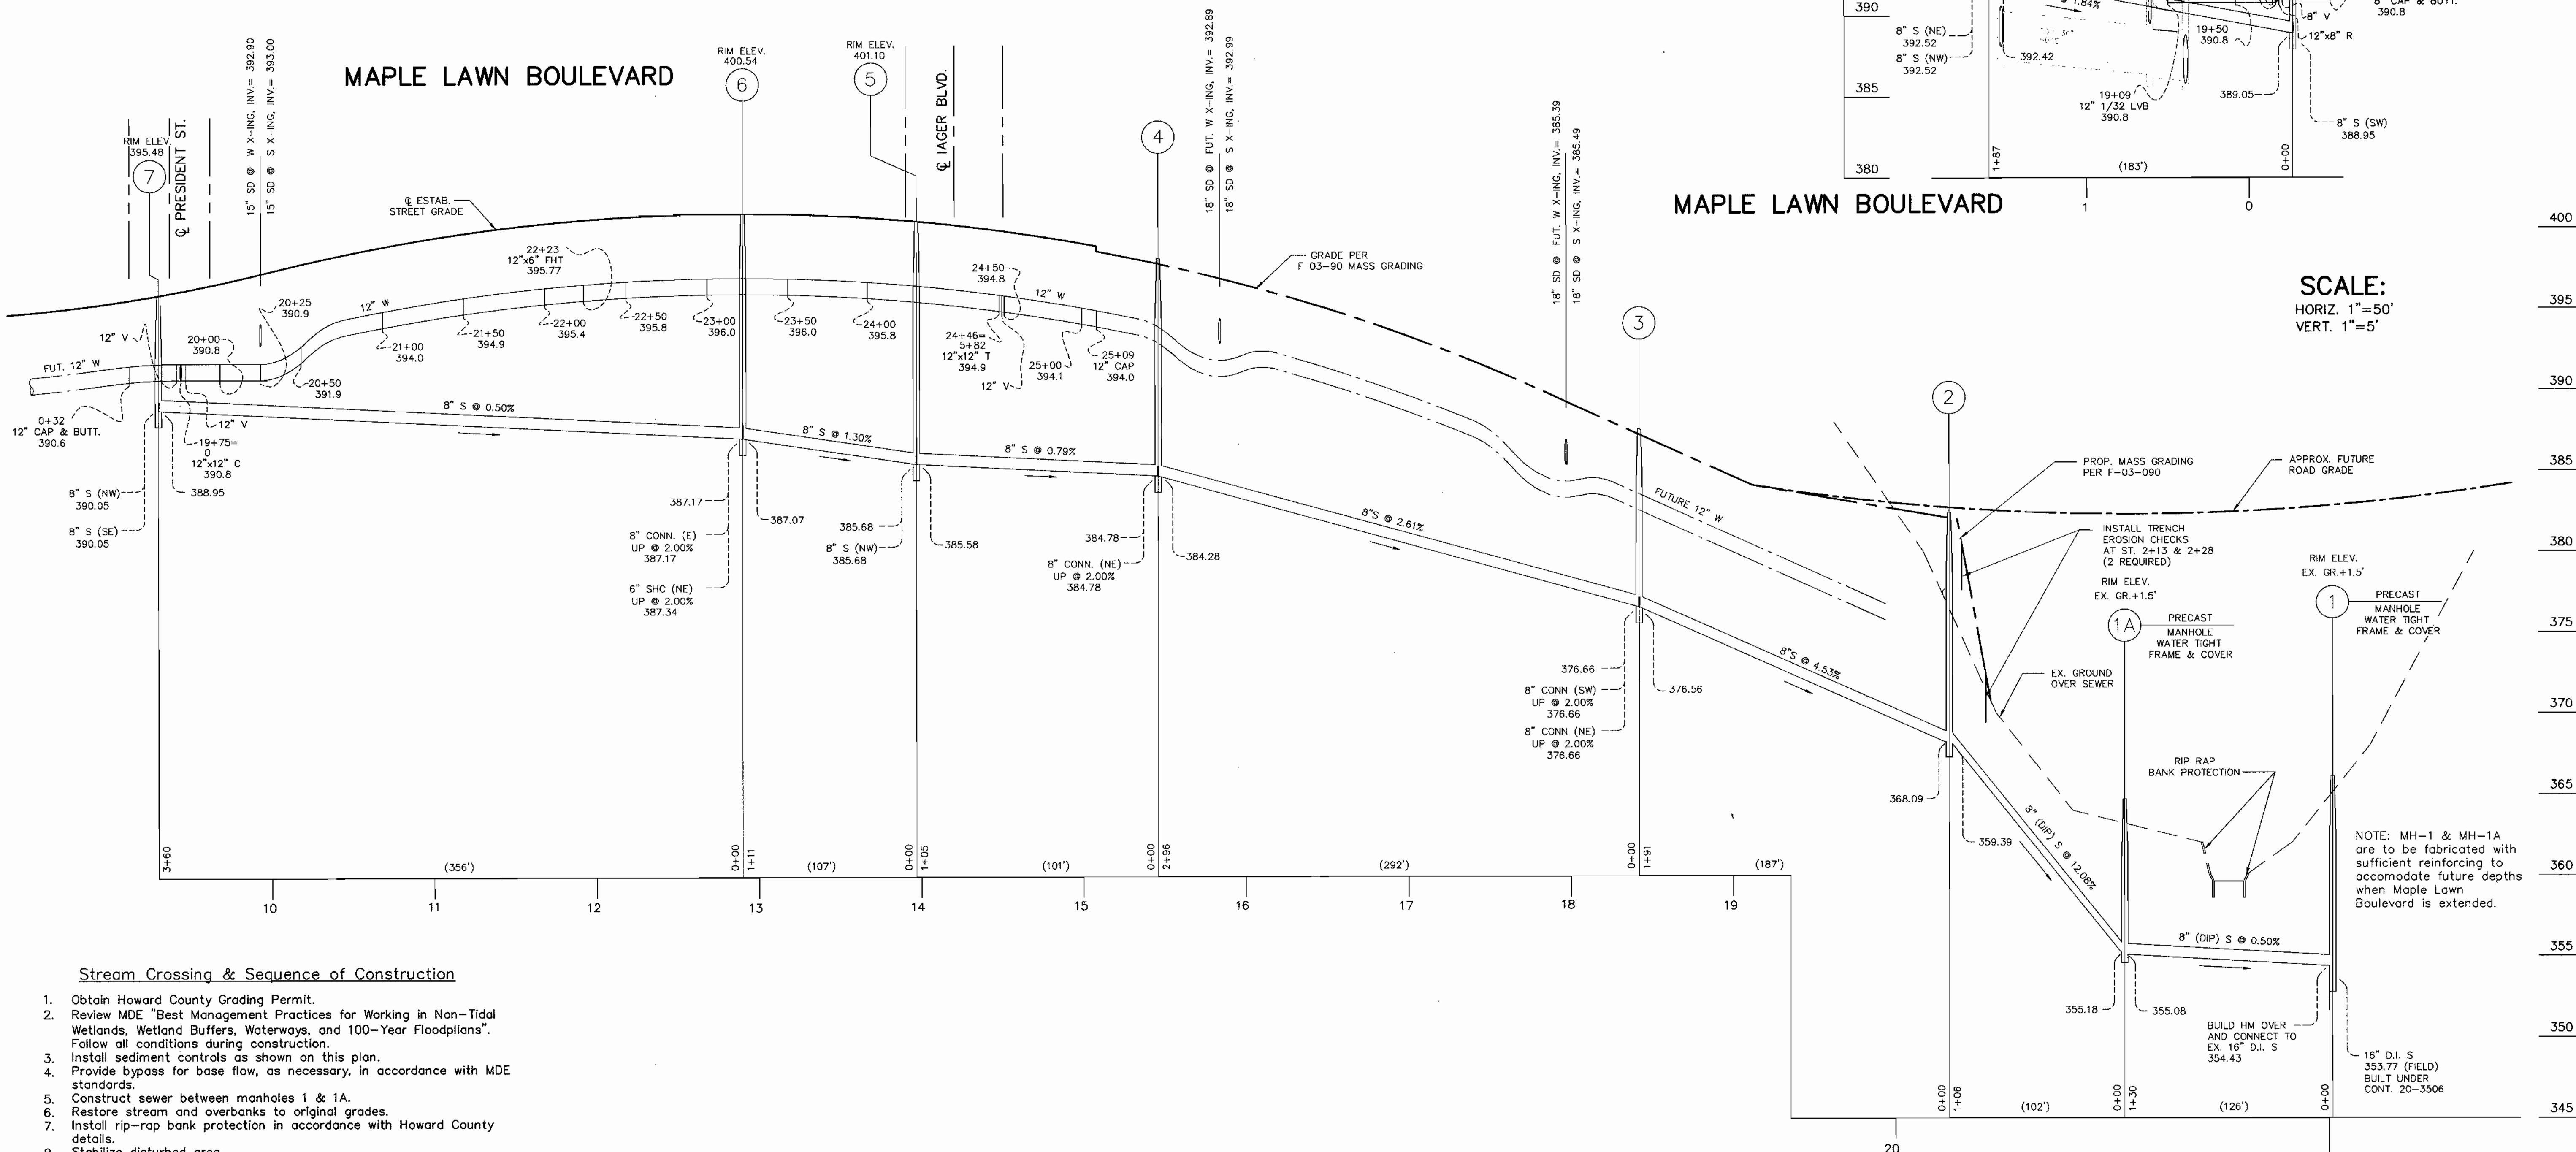 MAPLE LAWN BOULEVARD
RIM ELEV.
395.48
7
℄ PRESIDENT ST.
15" SD @ W X-ING, INV.= 392.90
15" SD @ S X-ING, INV.= 393.00
℄ ESTAB.
STREET GRADE
RIM ELEV.
400.54
6
RIM ELEV.
401.10
5
℄ IAGER BLVD.
4
18" SD @ FUT. W X-ING, INV.= 392.89
18" SD @ S X-ING, INV.= 392.99
GRADE PER
F 03-90 MASS GRADING
18" SD @ FUT. W X-ING, INV.= 385.39
18" SD @ S X-ING, INV.= 385.49
3
2
FUT. 12" W
12" V
20+00
390.8
20+25
390.9
12" W
20+50
391.9
21+00
394.0
21+50
394.9
22+00
395.4
22+23
12"x6" FHT
395.77
22+50
395.8
23+00
396.0
23+50
396.0
24+00
395.8
24+50
394.8
12" W
24+46=
5+82
12"x12" T
394.9
12" V
25+00
394.1
25+09
12" CAP
394.0
0+32
12" CAP & BUTT.
390.6
12" V
19+75=
0
12"x12" C
390.8
8" S (NW)
390.05
8" S (SE)
390.05
388.95
8" S @ 0.50%
8" S @ 1.30%
8" S @ 0.79%
8"S @ 2.61%
8"S @ 4.53%
8" (DIP) S @ 12.08%
8" (DIP) S @ 0.50%
FUTURE 12" W
387.17
8" CONN. (E)
UP @ 2.00%
387.17
6" SHC (NE)
UP @ 2.00%
387.34
387.07
385.68
8" S (NW)
385.68
385.58
384.78
8" CONN. (NE)
UP @ 2.00%
384.78
384.28
376.66
8" CONN (SW)
UP @ 2.00%
376.66
8" CONN (NE)
UP @ 2.00%
376.66
376.56
368.09
359.39
355.18
355.08
PROP. MASS GRADING
PER F-03-090
APPROX. FUTURE
ROAD GRADE
INSTALL TRENCH
EROSION CHECKS
AT ST. 2+13 & 2+28
(2 REQUIRED)
RIM ELEV.
EX. GR.+1.5'
1A
PRECAST
MANHOLE
WATER TIGHT
FRAME & COVER
RIM ELEV.
EX. GR.+1.5'
1
PRECAST
MANHOLE
WATER TIGHT
FRAME & COVER
EX. GROUND
OVER SEWER
RIP RAP
BANK PROTECTION
NOTE: MH-1 & MH-1A
are to be fabricated with
sufficient reinforcing to
accomodate future depths
when Maple Lawn
Boulevard is extended.
BUILD HM OVER
AND CONNECT TO
EX. 16" D.I. S
354.43
16" D.I. S
353.77 (FIELD)
BUILT UNDER
CONT. 20-3506
3+60
(356')
0+00
1+11
(107')
0+00
1+05
(101')
0+00
2+96
(292')
0+00
1+91
(187')
0+00
1+06
(102')
0+00
1+30
(126')
0+00
10
11
12
13
14
15
16
17
18
19
20
390
385
380
8" S (NE)
392.52
8" S (NW)
392.52
392.42
@ 1.84%
19+50
390.8
8" V
12"x8" R
8" CAP & BUTT.
390.8
19+09
12" 1/32 LVB
390.8
389.05
8" S (SW)
388.95
1+87
(183')
0+00
1
0
MAPLE LAWN BOULEVARD
SCALE:
HORIZ. 1"=50'
VERT. 1"=5'
400
395
390
385
380
375
370
365
360
355
350
345
Stream Crossing & Sequence of Construction
1. Obtain Howard County Grading Permit.
2. Review MDE "Best Management Practices for Working in Non-Tidal
Wetlands, Wetland Buffers, Waterways, and 100-Year Floodplians".
Follow all conditions during construction.
3. Install sediment controls as shown on this plan.
4. Provide bypass for base flow, as necessary, in accordance with MDE
standards.
5. Construct sewer between manholes 1 & 1A.
6. Restore stream and overbanks to original grades.
7. Install rip-rap bank protection in accordance with Howard County
details.
8. Stabilize disturbed area.